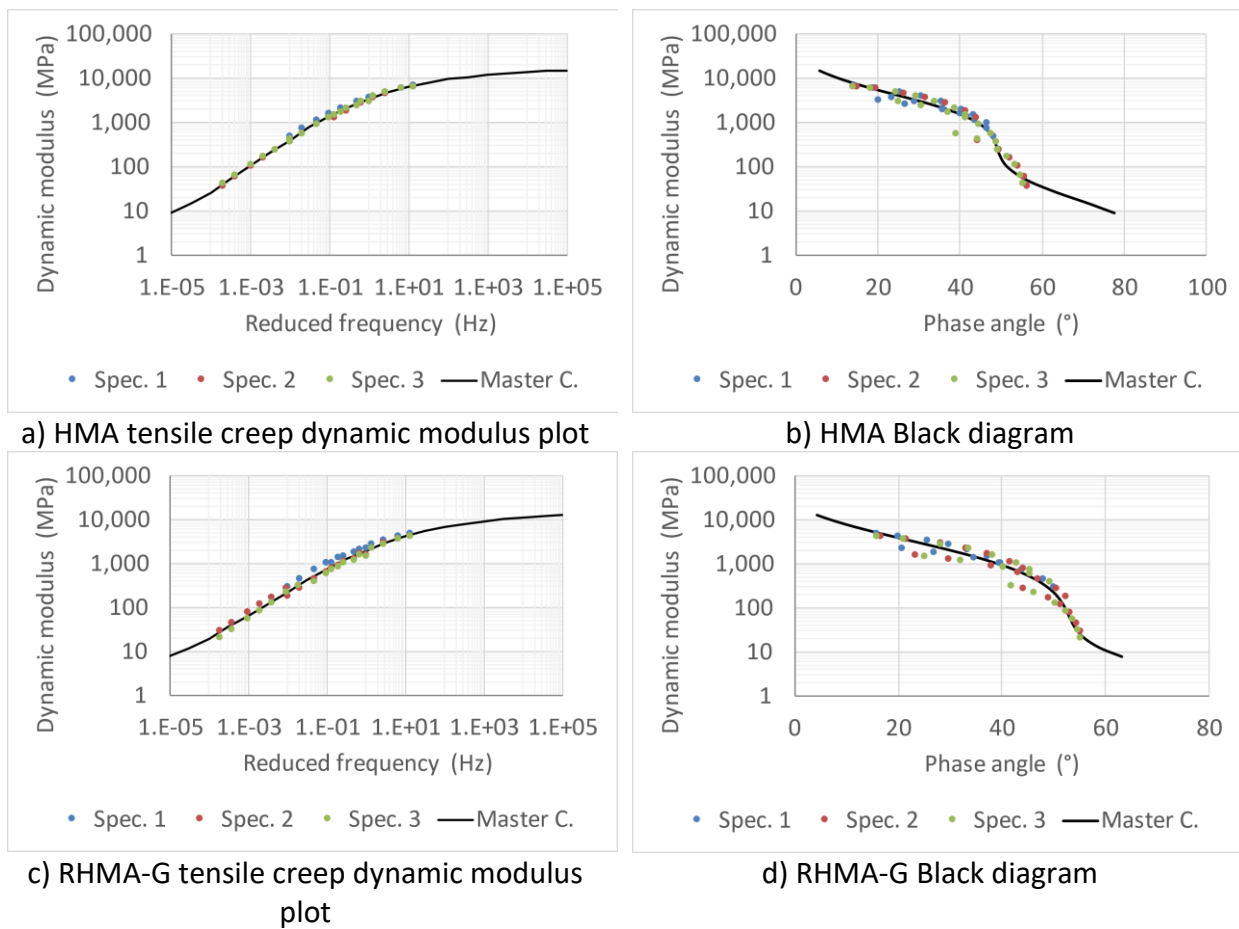 100,000
10,000
1,000
100
10
1
Dynamic modulus (MPa)
1.E-05 1.E-03 1.E-01 1.E+01 1.E+05
Reduced frequency (Hz)
Spec. 1 Spec. 2 Spec. 3 Master C.
a) HMA tensile creep dynamic modulus plot
100,000
10,000
1,000
100
10
1
Dynamic modulus (MPa)
0 20 40 60 80 100
Phase angle (°)
Spec. 1 Spec. 2 Spec. 3 Master C.
b) HMA Black diagram
100,000
10,000
1,000
100
10
1
Dynamic modulus (MPa)
1.E-05 1.E-03 1.E-01 1.E+01 1.E+03 1.E+05
Reduced frequency (Hz)
Spec. 1 Spec. 2 Spec. 3 Master C.
c) RHMA-G tensile creep dynamic modulus
plot
100,000
10,000
1,000
100
10
1
Dynamic modulus (MPa)
0 20 40 60 80
Phase angle (°)
Spec. 1 Spec. 2 Spec. 3 Master C.
d) RHMA-G Black diagram